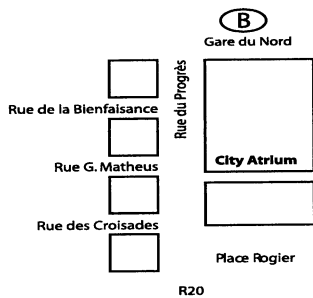 B
Gare du Nord
Rue du Progrès
Rue de la Bienfaisance
City Atrium
Rue G. Matheus
Rue des Croisades
Place Rogier
R20